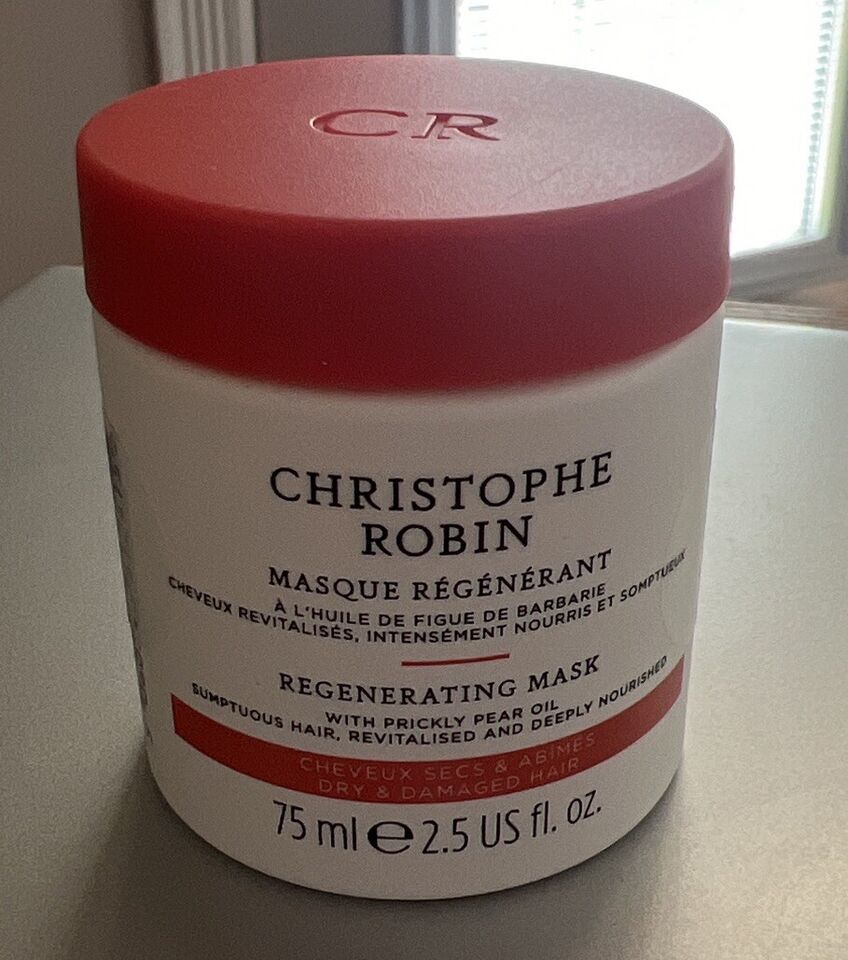 CR
CHRISTOPHE
ROBIN
MASQUE RÉGÉNÉRANT
À L'HUILE DE FIGUE DE BARBARIE
CHEVEUX REVITALISÉS, INTENSÉMENT NOURRIS ET SOMPTUEUX
REGENERATING MASK
WITH PRICKLY PEAR OIL
SUMPTUOUS HAIR, REVITALISED AND DEEPLY NOURISHED
CHEVEUX SECS & ABIMÉS
DRY & DAMAGED HAIR
75 ml ℮ 2.5 US fl. oz.